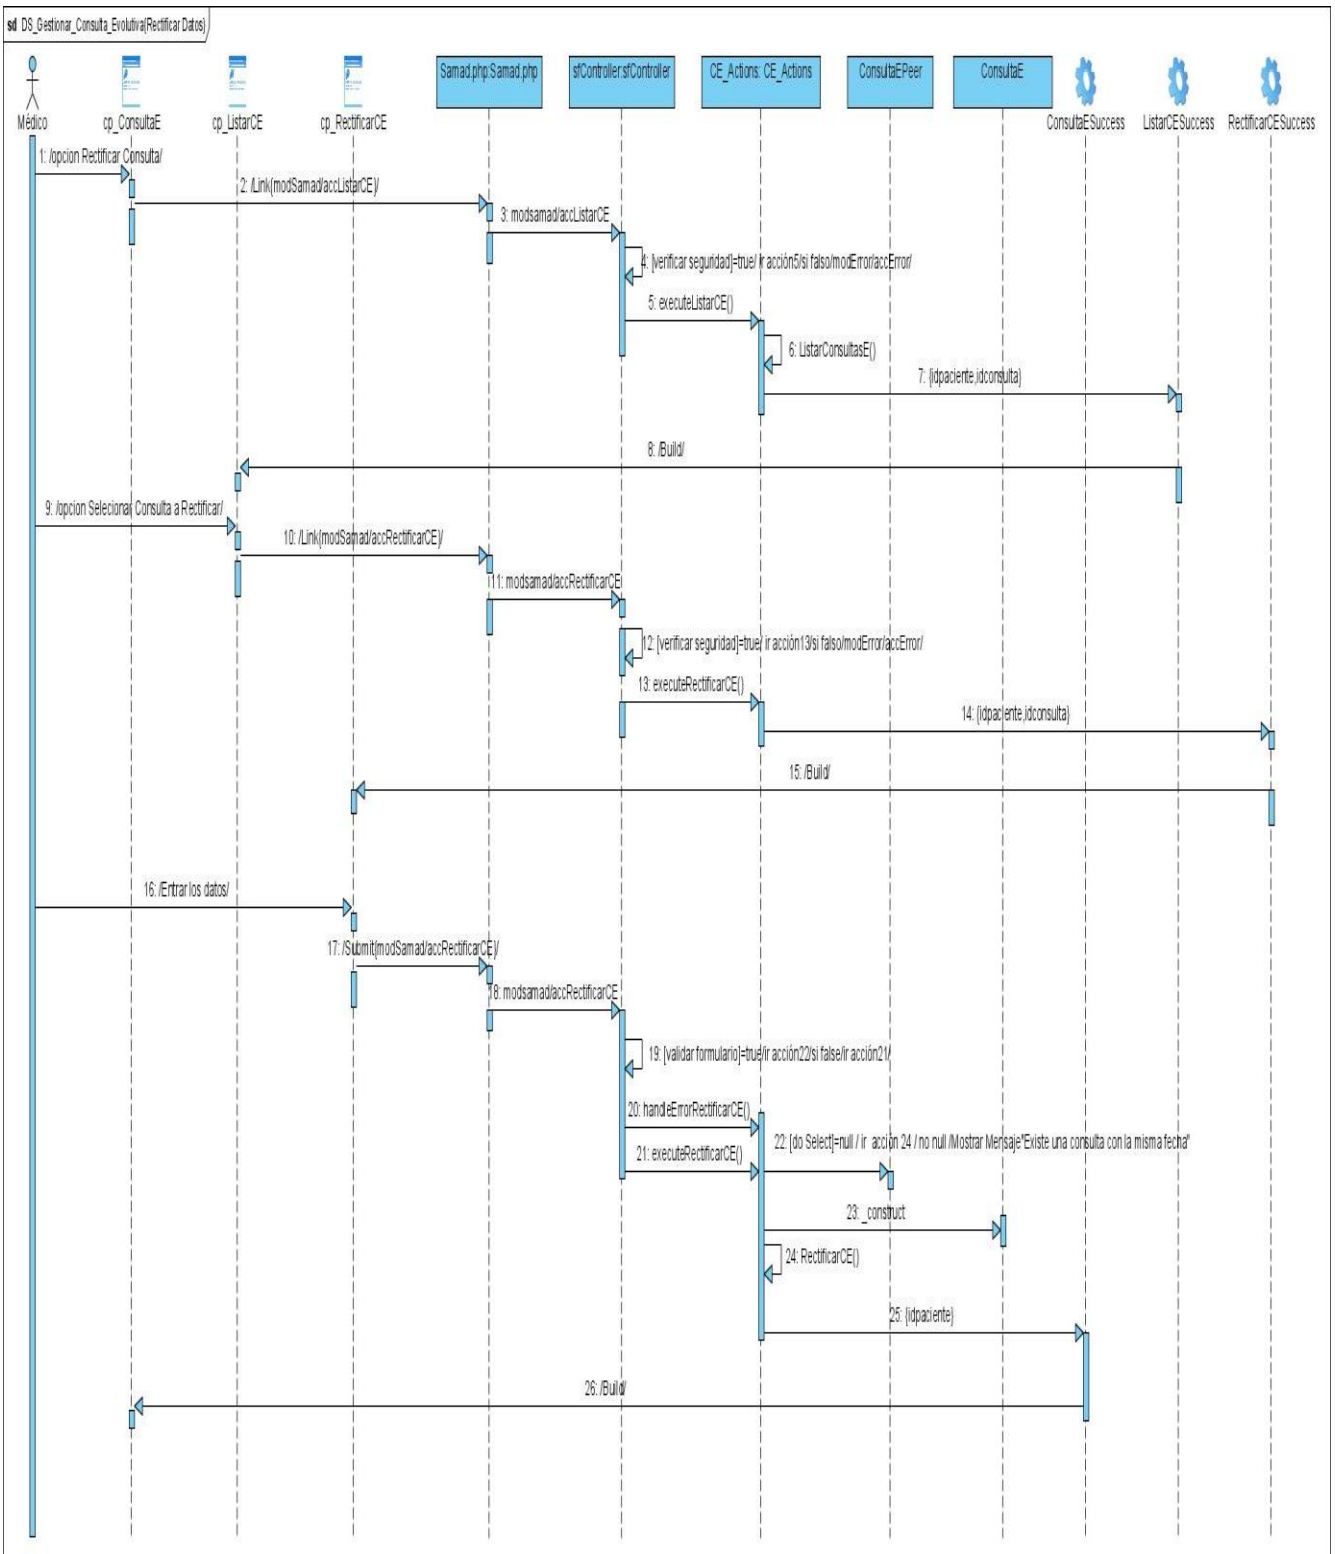 sd DS_Gestionar_Consulta_Evolutiva(Rectificar Datos)
Samad.php:Samad.php
sfController:sfController
CE_Actions: CE_Actions
ConsultaEPeer
ConsultaE
Médico
cp_ConsultaE
cp_ListarCE
cp_RectificarCE
ConsultaESuccess
ListarCESuccess
RectificarCESuccess
1: /opcion Rectificar Consulta/
2: /Link(modSamad/accListarCE)/
3: modsamad/accListarCE
4: [verificar seguridad]=true/ ir acción5/si falso/modError/accError/
5: executeListarCE()
6: ListarConsultasE()
7: {idpaciente,idconsulta}
8: /Build/
9: /opcion Selecionar Consulta a Rectificar/
10: /Link(modSamad/accRectificarCE)/
11: modsamad/accRectificarCE
12: [verificar seguridad]=true/ ir acción13/si falso/modError/accError/
13: executeRectificarCE()
14: {idpaciente,idconsulta}
15: /Build/
16: /Entrar los datos/
17: /Submit(modSamad/accRectificarCE)/
18: modsamad/accRectificarCE
19: [validar formulario]=true/ir acción22/si false/ir acción21/
20: handleErrorRectificarCE()
21: executeRectificarCE()
22: [do Select]=null / ir acción 24 / no null /Mostrar Mensaje"Existe una consulta con la misma fecha"
23: _construct
24: RectificarCE()
25: {idpaciente}
26: /Build/